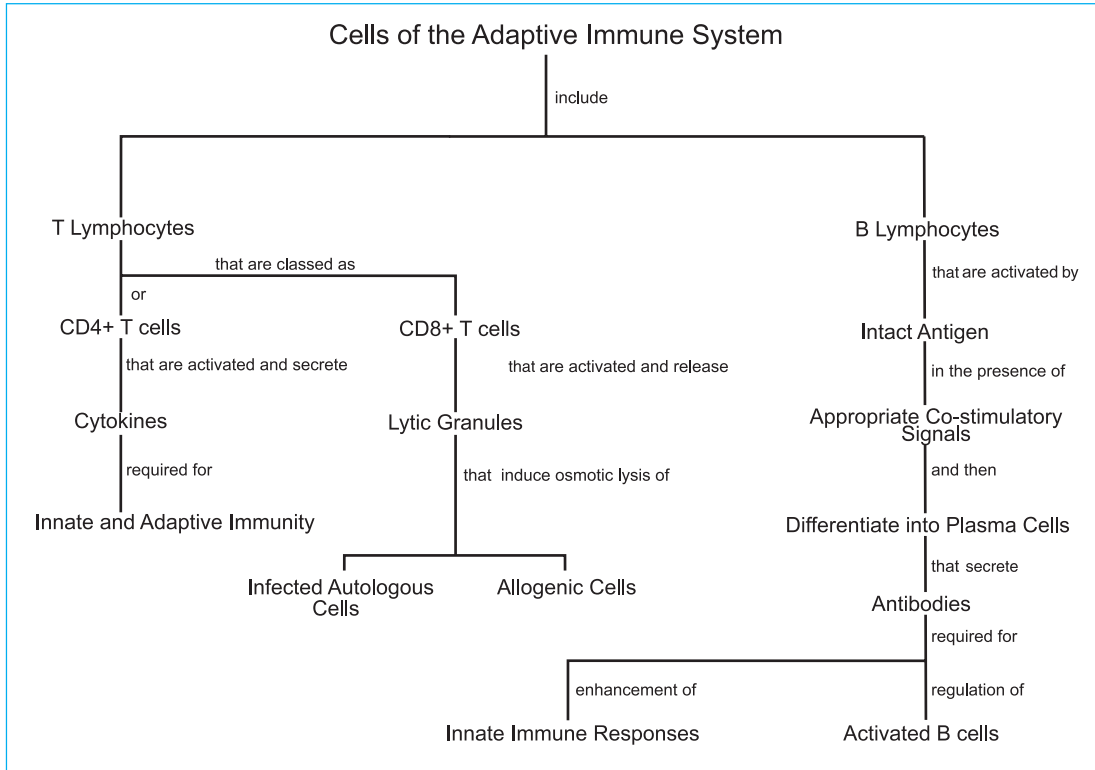 Cells of the Adaptive Immune System
include
T Lymphocytes
B Lymphocytes
that are classed as
that are activated by
or
CD4+ T cells
CD8+ T cells
Intact Antigen
that are activated and secrete
that are activated and release
in the presence of
Cytokines
Lytic Granules
Appropriate Co-stimulatory
Signals
required for
that induce osmotic lysis of
and then
Innate and Adaptive Immunity
Differentiate into Plasma Cells
that secrete
Infected Autologous
Cells
Allogenic Cells
Antibodies
required for
enhancement of
regulation of
Innate Immune Responses
Activated B cells